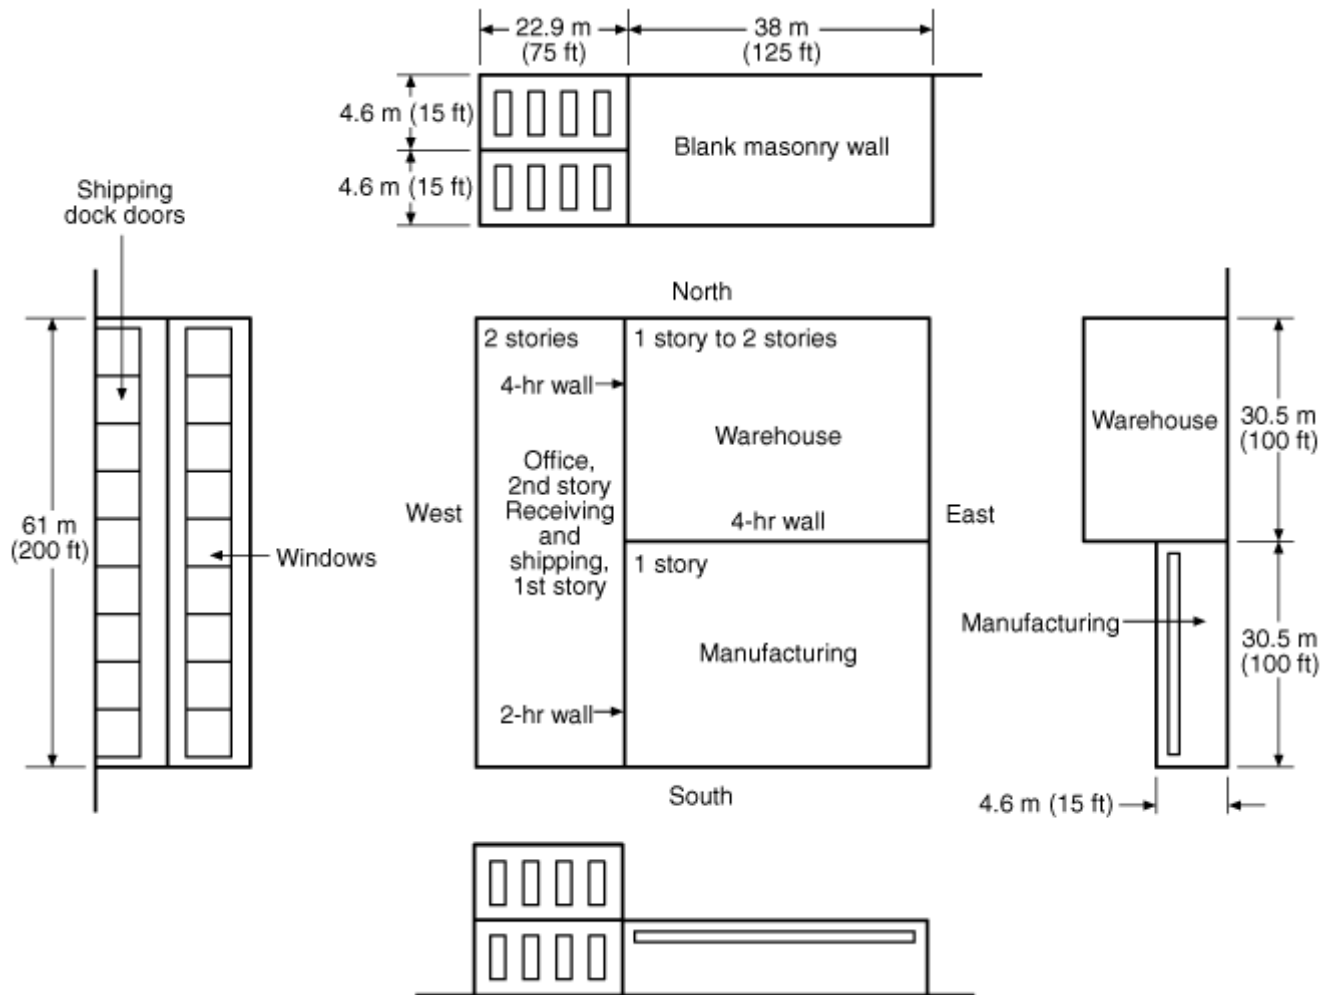 22.9 m
(75 ft)
38 m
(125 ft)
4.6 m (15 ft)
Blank masonry wall
4.6 m (15 ft)
Shipping
dock doors
North
2 stories
1 story to 2 stories
4-hr wall
Warehouse
Office,
2nd story
Receiving
and
shipping,
1st story
West
4-hr wall
East
61 m
(200 ft)
Windows
1 story
Manufacturing
2-hr wall
South
Warehouse
30.5 m
(100 ft)
Manufacturing
30.5 m
(100 ft)
4.6 m (15 ft)